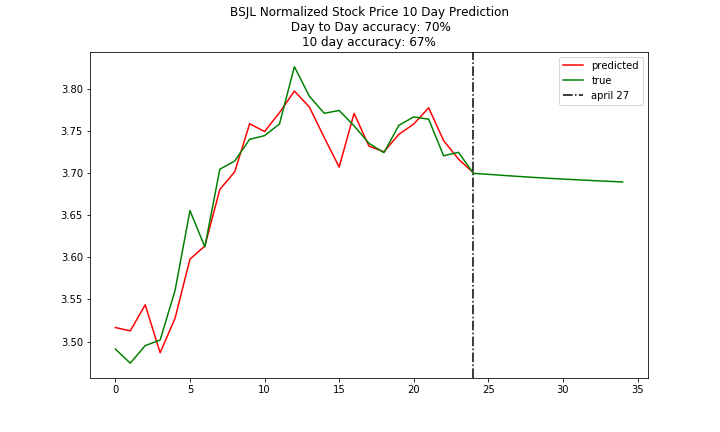 BSJL Normalized Stock Price 10 Day Prediction
Day to Day accuracy: 70%
10 day accuracy: 67%
predicted
true
april 27
3.80
3.75
3.70
3.65
3.60
3.55
3.50
0 5 10 15 20 25 30 35